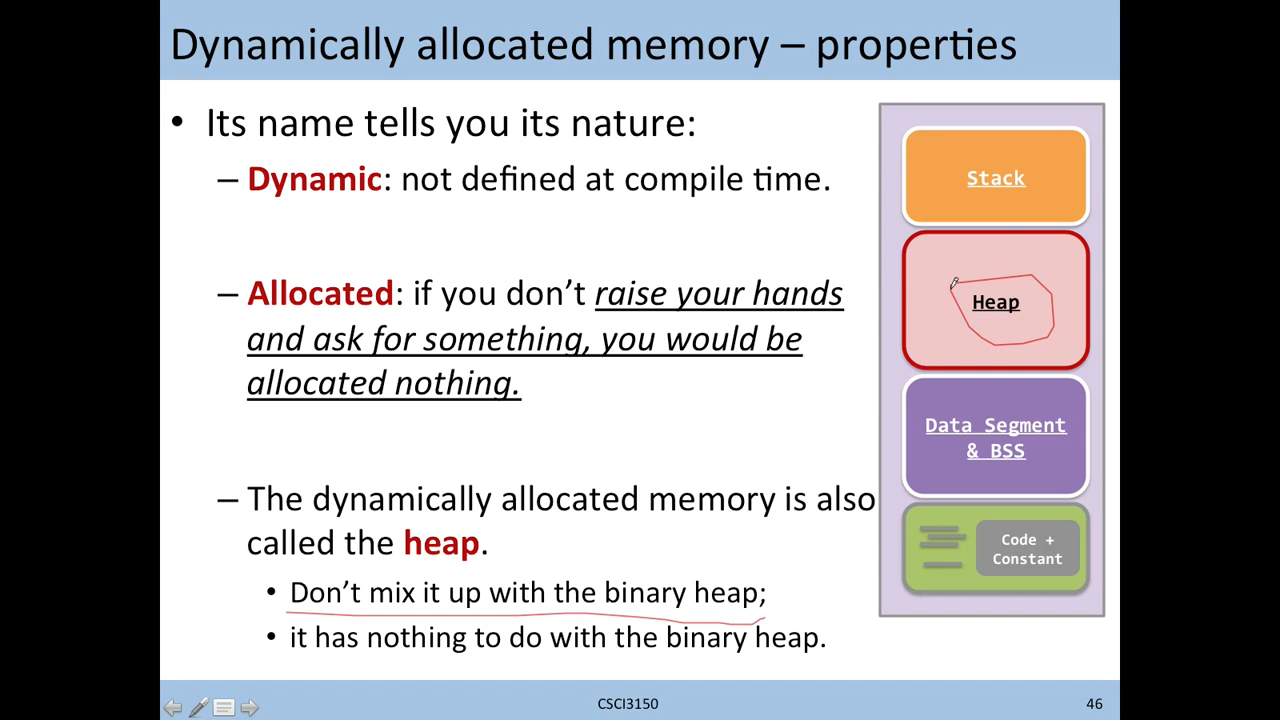 Dynamically allocated memory – properties
• Its name tells you its nature:
– Dynamic: not defined at compile time.
– Allocated: if you don’t raise your hands
and ask for something, you would be
allocated nothing.
– The dynamically allocated memory is also
called the heap.
• Don’t mix it up with the binary heap;
• it has nothing to do with the binary heap.
Stack
Heap
Data Segment
& BSS
Code +
Constant
CSCI3150
46